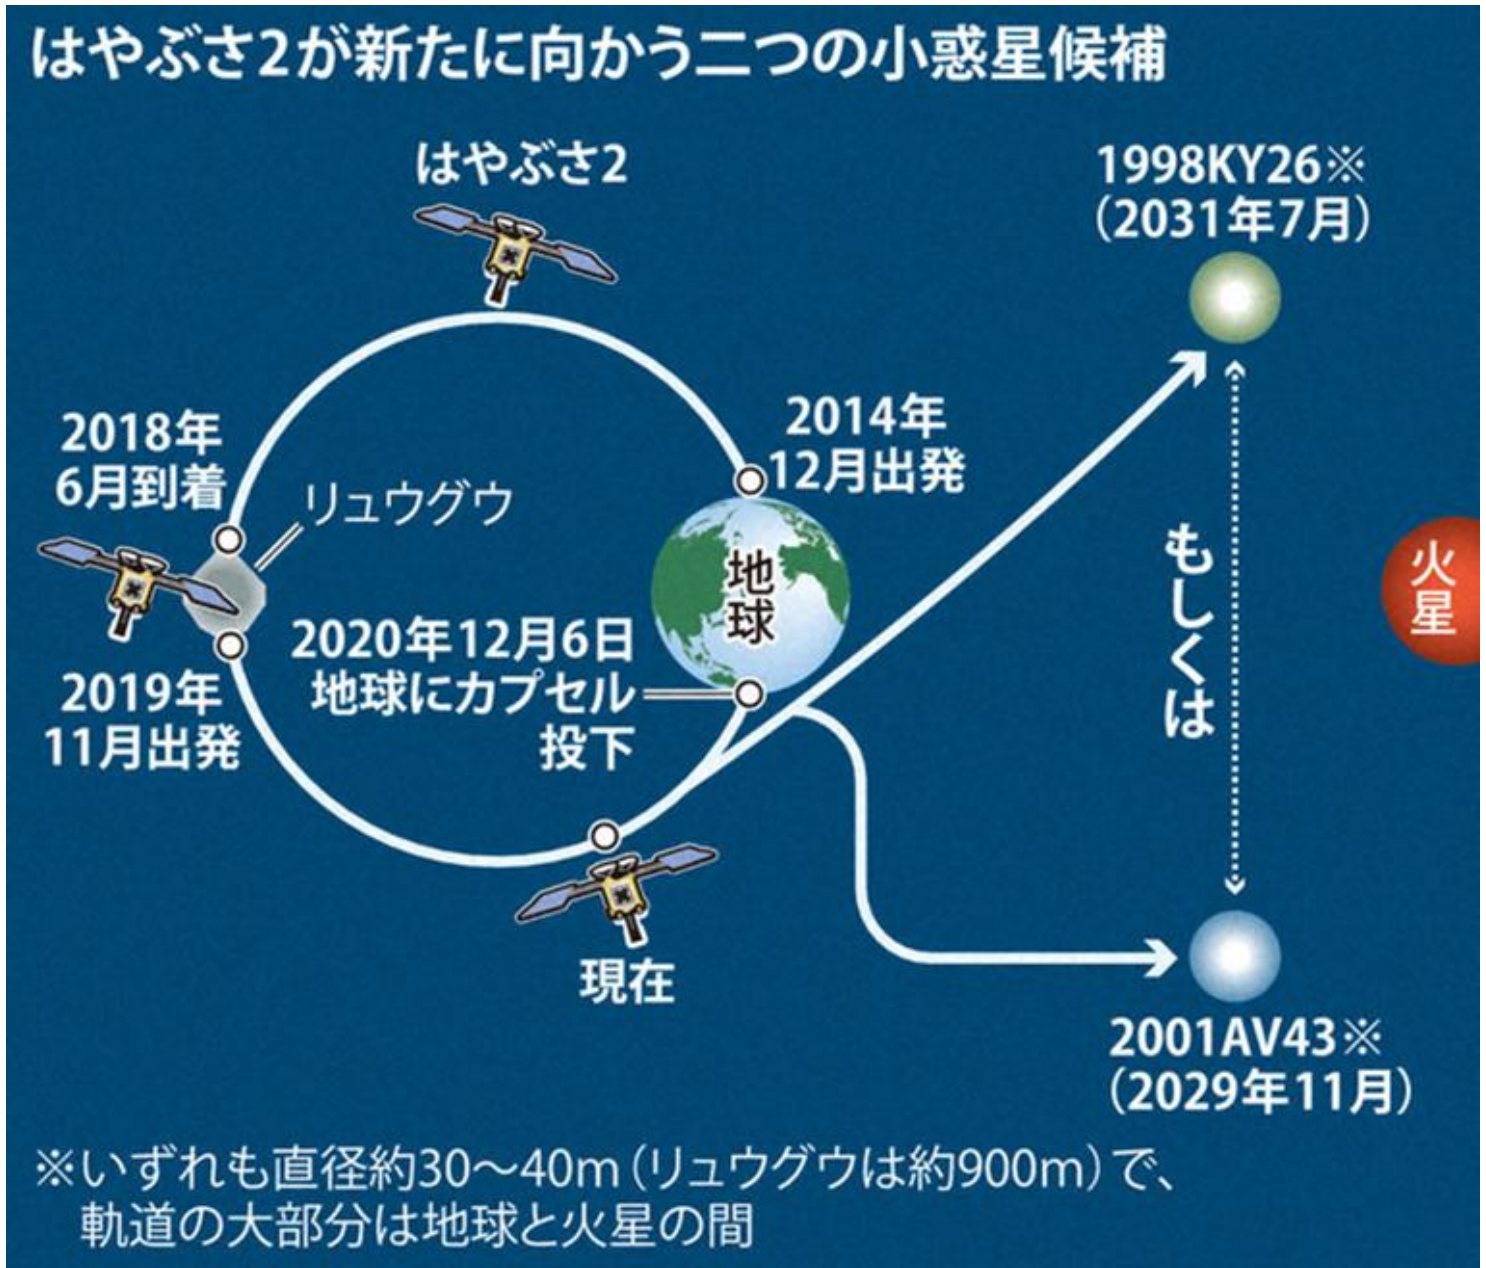 はやぶさ2が新たに向かう二つの小惑星候補
はやぶさ2
1998KY26※
（2031年7月）
2014年
12月出発
2018年
6月到着
リュウグウ
地
球
もしくは
火
星
2020年12月6日
地球にカプセル
投下
2019年
11月出発
現在
2001AV43※
（2029年11月）
※いずれも直径約30〜40m（リュウグウは約900m）で、
軌道の大部分は地球と火星の間